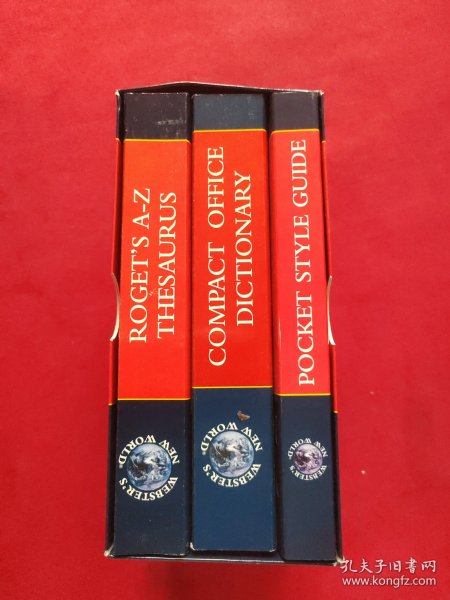 ROGET'S A-Z
THESAURUS
WEBSTER'S
NEW WORLD
COMPACT OFFICE
DICTIONARY
WEBSTER'S
NEW WORLD
POCKET STYLE GUIDE
WEBSTER'S
NEW WORLD
孔夫子旧书网
www.kongfz.com